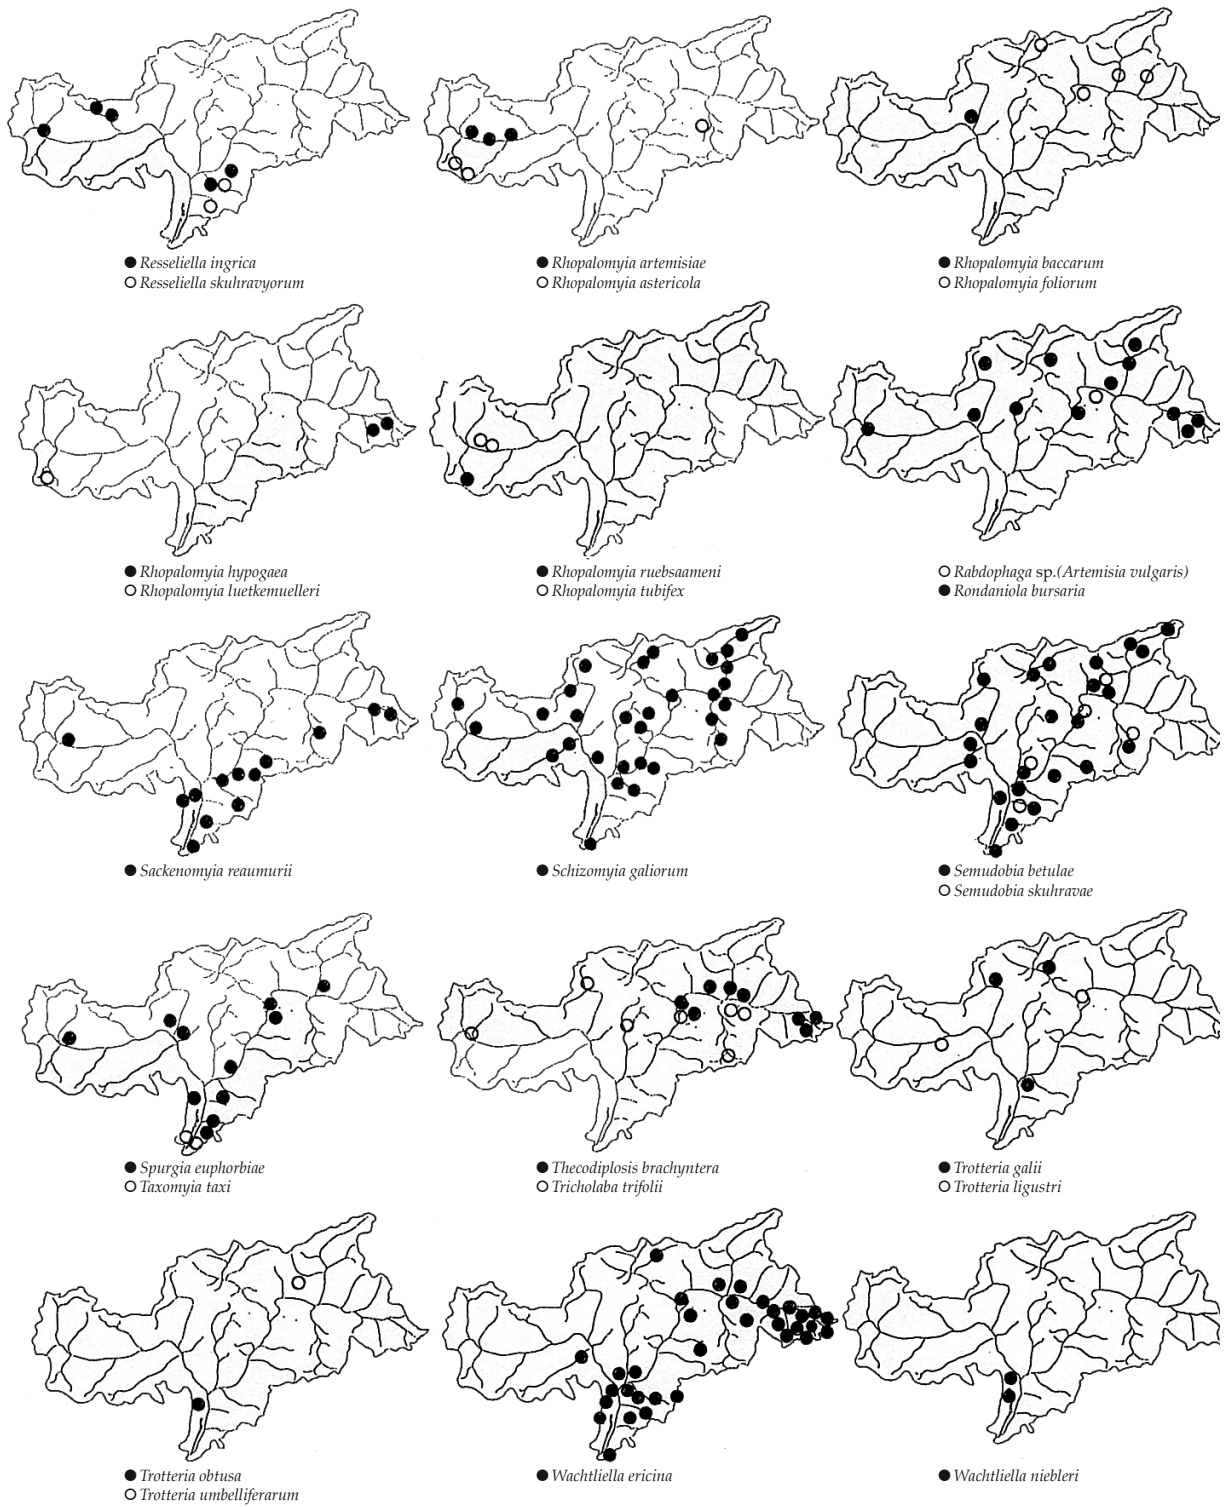 ● Resseliella ingrica
○ Resseliella skuhravyorum
● Rhopalomyia artemisiae
○ Rhopalomyia astericola
● Rhopalomyia baccarum
○ Rhopalomyia foliorum
● Rhopalomyia hypogaea
○ Rhopalomyia luetkemuelleri
● Rhopalomyia ruebsaameni
○ Rhopalomyia tubifex
○ Rabdophaga sp.(Artemisia vulgaris)
● Rondaniola bursaria
● Sackenomyia reaumurii
● Schizomyia galiorum
● Semudobia betulae
○ Semudobia skuhravae
● Spurgia euphorbiae
○ Taxomyia taxi
● Thecodiplosis brachyntera
○ Tricholaba trifolii
● Trotteria galii
○ Trotteria ligustri
● Trotteria obtusa
○ Trotteria umbelliferarum
● Wachtliella ericina
● Wachtliella niebleri